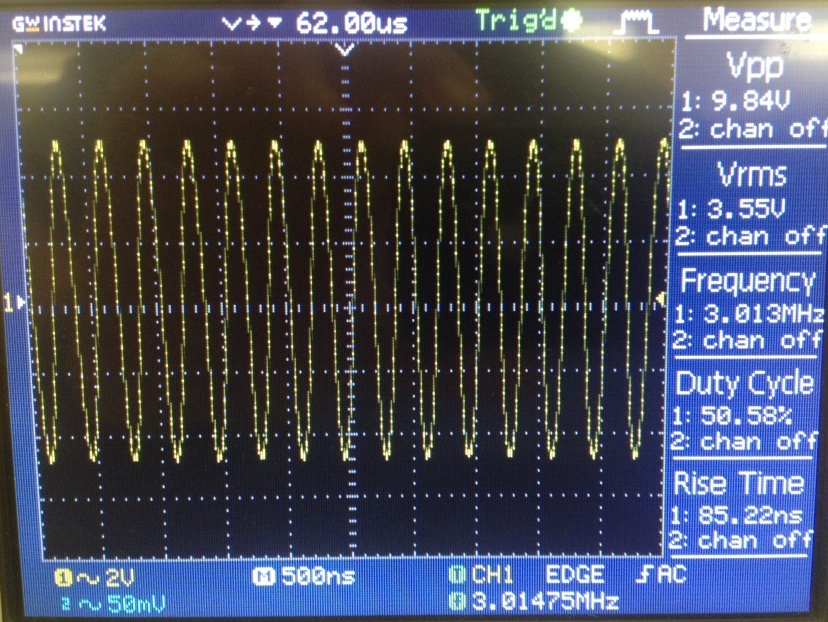 GWINSTEK 62.00us Trig'd Measure
Vpp
1: 9.84V
2: chan off
Vrms
1: 3.55V
2: chan off
Frequency
1: 3.013MHz
2: chan off
Duty Cycle
1: 50.58%
2: chan off
Rise Time
1: 85.22ns
2: chan off
1
1 ~ 2V M 500ns T CH1 EDGE AC
2 ~ 50mV F 3.01475MHz